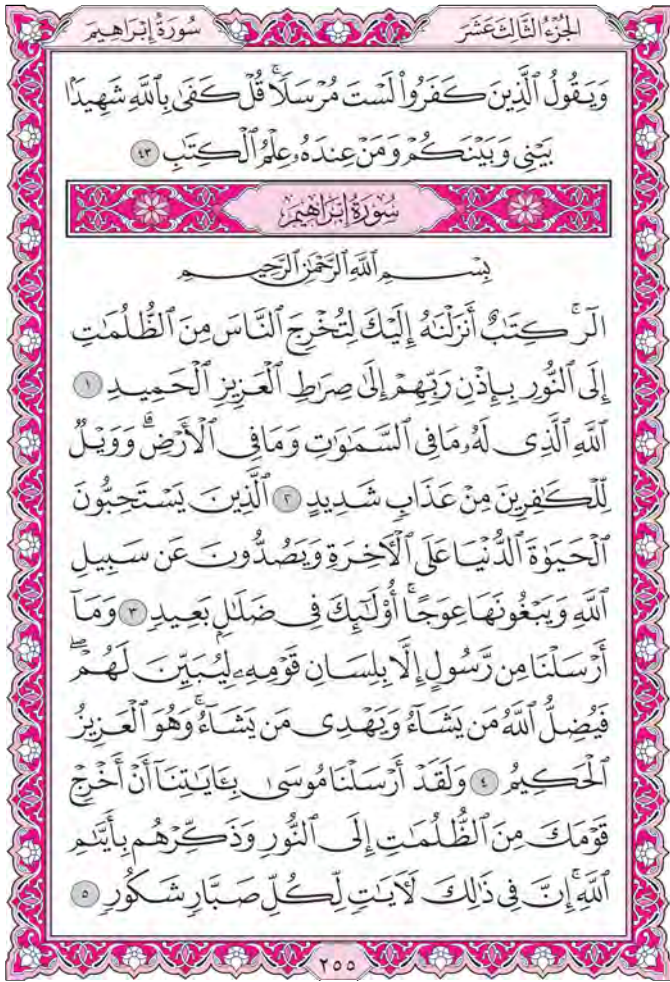 الجُزْءُ الثَّالِثَ عَشَرَ
سُورَةُ إِبْرَاهِيمَ
وَيَقُولُ ٱلَّذِينَ كَفَرُوا۟ لَسْتَ مُرْسَلًا ۚ قُلْ كَفَىٰ بِٱللَّهِ شَهِيدًۢا
بَيْنِى وَبَيْنَكُمْ وَمَنْ عِندَهُۥ عِلْمُ ٱلْكِتَٰبِ ٤٣
سُورَةُ إِبْرَاهِيمَ
بِسْمِ ٱللَّهِ ٱلرَّحْمَٰنِ ٱلرَّحِيمِ
الٓر ۚ كِتَٰبٌ أَنزَلْنَٰهُ إِلَيْكَ لِتُخْرِجَ ٱلنَّاسَ مِنَ ٱلظُّلُمَٰتِ
إِلَى ٱلنُّورِ بِإِذْنِ رَبِّهِمْ إِلَىٰ صِرَٰطِ ٱلْعَزِيزِ ٱلْحَمِيدِ ١
ٱللَّهِ ٱلَّذِى لَهُۥ مَا فِى ٱلسَّمَٰوَٰتِ وَمَا فِى ٱلْأَرْضِ ۗ وَوَيْلٌ
لِّلْكَٰفِرِينَ مِنْ عَذَابٍ شَدِيدٍ ٢ ٱلَّذِينَ يَسْتَحِبُّونَ
ٱلْحَيَوٰةَ ٱلدُّنْيَا عَلَى ٱلْءَاخِرَةِ وَيَصُدُّونَ عَن سَبِيلِ
ٱللَّهِ وَيَبْغُونَهَا عِوَجًا ۚ أُو۟لَٰٓئِكَ فِى ضَلَٰلٍۭ بَعِيدٍ ٣ وَمَآ
أَرْسَلْنَا مِن رَّسُولٍ إِلَّا بِلِسَانِ قَوْمِهِۦ لِيُبَيِّنَ لَهُمْ ۖ
فَيُضِلُّ ٱللَّهُ مَن يَشَآءُ وَيَهْدِى مَن يَشَآءُ ۚ وَهُوَ ٱلْعَزِيزُ
ٱلْحَكِيمُ ٤ وَلَقَدْ أَرْسَلْنَا مُوسَىٰ بِـَٔايَٰتِنَآ أَنْ أَخْرِجْ
قَوْمَكَ مِنَ ٱلظُّلُمَٰتِ إِلَى ٱلنُّورِ وَذَكِّرْهُم بِأَيَّىٰمِ
ٱللَّهِ ۚ إِنَّ فِى ذَٰلِكَ لَءَايَٰتٍ لِّكُلِّ صَبَّارٍ شَكُورٍ ٥
٢٥٥